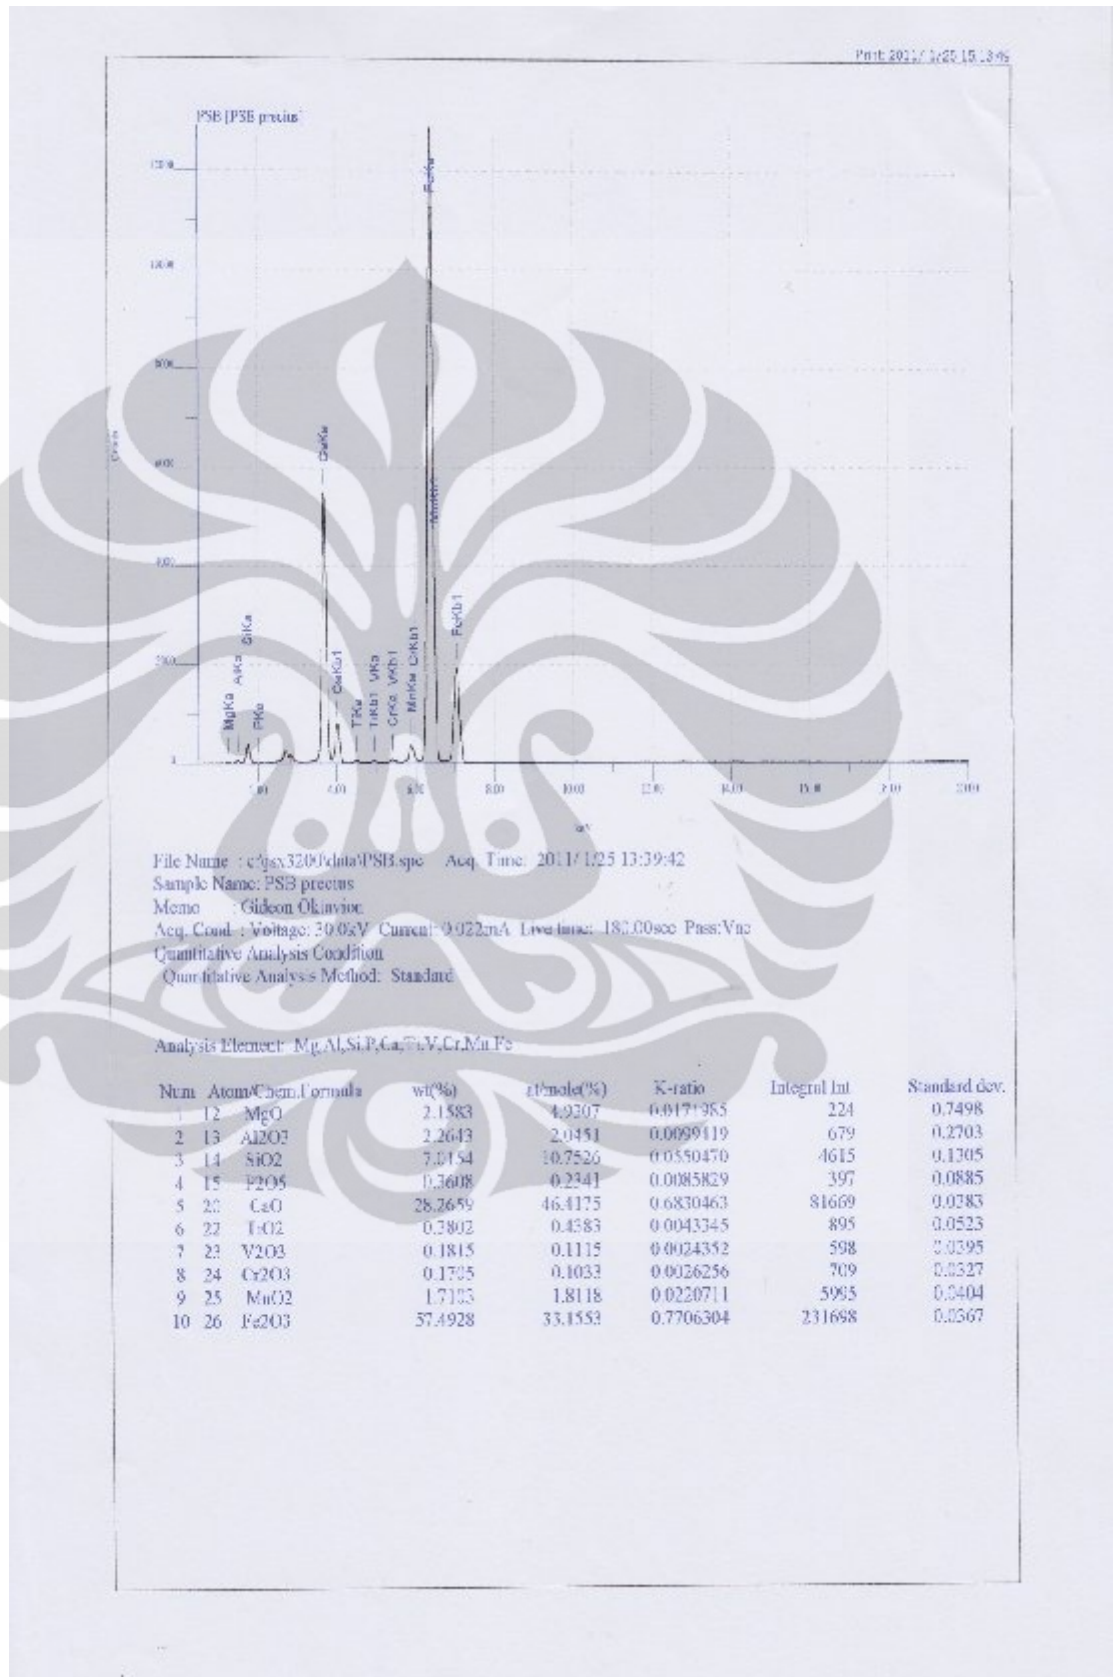 Print: 2011/ 1/25 15:13:49
PSB [PSB precius]
FeKa
CaKa
MnKb1
SiKa
AlKa
MgKa
PKa
CaKb1
TiKa
TiKb1 VKa
CrKa VKb1
MnKa CrKb1
FeKb1
keV
File Name : c:\jsx3200\data\PSB.spc Acq. Time: 2011/ 1/25 13:39:42
Sample Name: PSB precius
Memo : Gideon
Acq. Cond. : Voltage: 30.0kV Current: 0.022mA Live time: 180.00sec Pass:Vac
Quantitative Analysis Condition
Quantitative Analysis Method: Standard
Analysis Element: Mg,Al,Si,P,Ca,Ti,V,Cr,Mn,Fe
Num Atom/Chem.Formula wt(%) at/mole(%) K-ratio Integral Int Standard dev.
1 12 MgO 2.1583 4.9307 0.0171985 224 0.7498
2 13 Al2O3 2.2643 2.0451 0.0099119 679 0.2703
3 14 SiO2 7.0154 10.7526 0.0550470 4615 0.1305
4 15 P2O5 0.3608 0.2341 0.0085829 397 0.0885
5 20 CaO 28.2659 46.4175 0.6830463 81669 0.0383
6 22 TiO2 0.3802 0.4383 0.0043345 895 0.0523
7 23 V2O3 0.1815 0.1115 0.0024352 598 0.0395
8 24 Cr2O3 0.1705 0.1033 0.0026256 709 0.0327
9 25 MnO2 1.7103 1.8118 0.0220711 5995 0.0404
10 26 Fe2O3 57.4928 33.1553 0.7706304 231698 0.0367